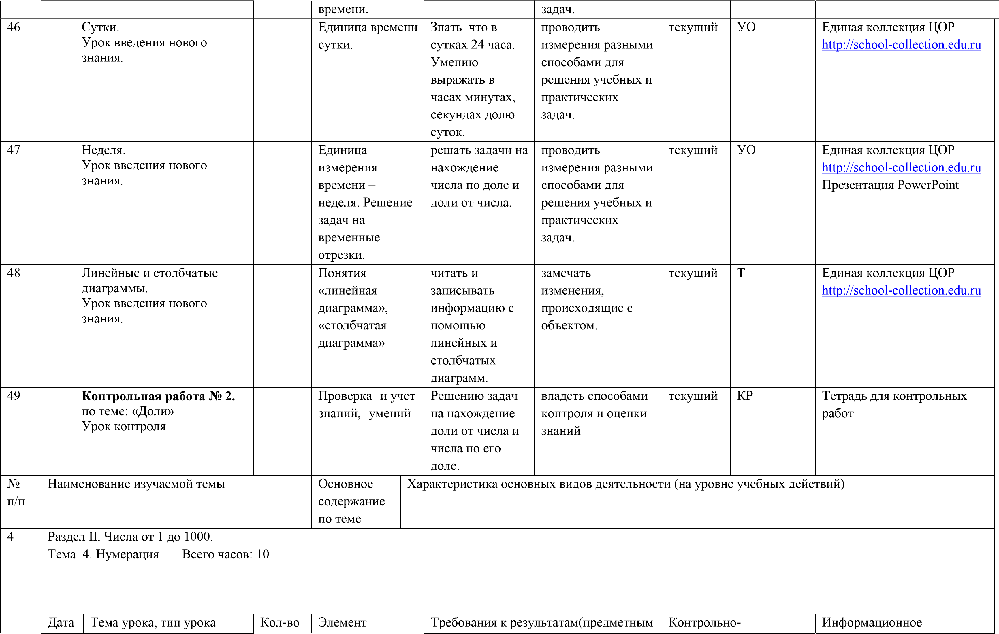 времени.
задач.
46
Сутки.
Урок введения нового
знания.
Единица времени
сутки.
Знать  что в
сутках 24 часа.
Умению
выражать в
часах минутах,
секундах долю
суток.
проводить
измерения разными
способами для
решения учебных и
практических
задач.
текущий
УО
Единая коллекция ЦОР
http://school-collection.edu.ru
47
Неделя.
Урок введения нового
знания.
Единица
измерения
времени –
неделя. Решение
задач на
временные
отрезки.
решать задачи на
нахождение
числа по доле и
доли от числа.
проводить
измерения разными
способами для
решения учебных и
практических
задач.
текущий
УО
Единая коллекция ЦОР
http://school-collection.edu.ru
Презентация PowerPoint
48
Линейные и столбчатые
диаграммы.
Урок введения нового
знания.
Понятия
«линейная
диаграмма»,
«столбчатая
диаграмма»
читать и
записывать
информацию с
помощью
линейных и
столбчатых
диаграмм.
замечать
изменения,
происходящие с
объектом.
текущий
Т
Единая коллекция ЦОР
http://school-collection.edu.ru
49
Контрольная работа № 2.
по теме: «Доли»
Урок контроля
Проверка  и учет
знаний,  умений
Решению задач
на нахождение
доли от числа и
числа по его
доле.
владеть способами
контроля и оценки
знаний
текущий
КР
Тетрадь для контрольных
работ
№
п/п
Наименование изучаемой темы
Основное
содержание
по теме
Характеристика основных видов деятельности (на уровне учебных действий)
4
Раздел II. Числа от 1 до 1000.
Тема  4. Нумерация       Всего часов: 10
Дата
Тема урока, тип урока
Кол-во
Элемент
Требования к результатам(предметным
Контрольно-
Информационное